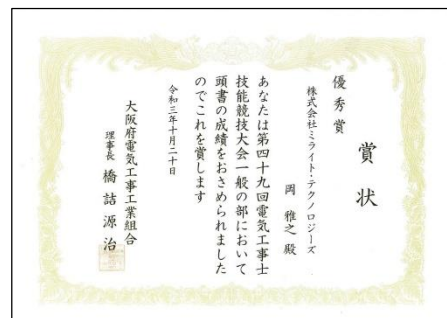 賞状
優秀賞
株式会社ミライト・テクノロジーズ
岡 雅之 殿
あなたは第四十九回電気工事士
技能競技大会一般の部において
頭書の成績をおさめられました
のでこれを賞します
令和三年十月二十日
大阪府電気工事工業組合
理事長 橋詰源治